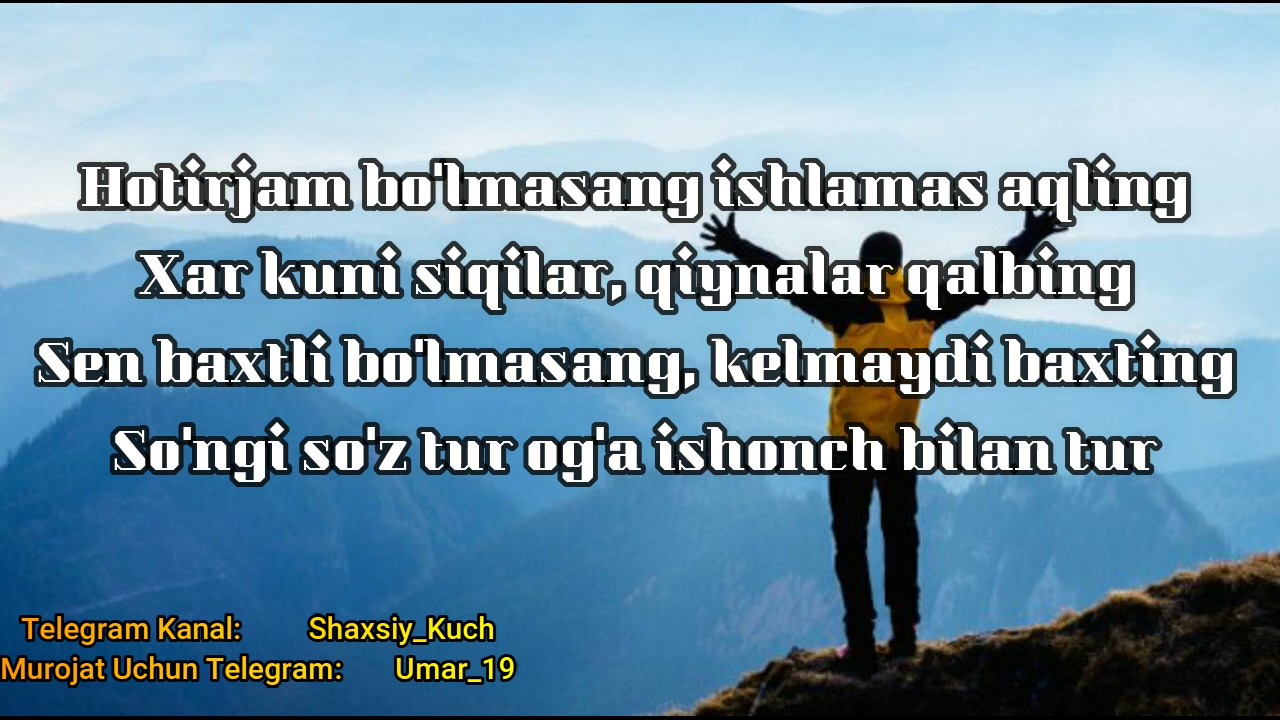 Hotirjam bo'lmasang ishlamas aqling
Xar kuni siqilar, qiynalar qalbing
Sen baxtli bo'lmasang, kelmaydi baxting
So'ngi so'z tur og'a ishonch bilan tur
Telegram Kanal: Shaxsiy_Kuch
Murojat Uchun Telegram: Umar_19